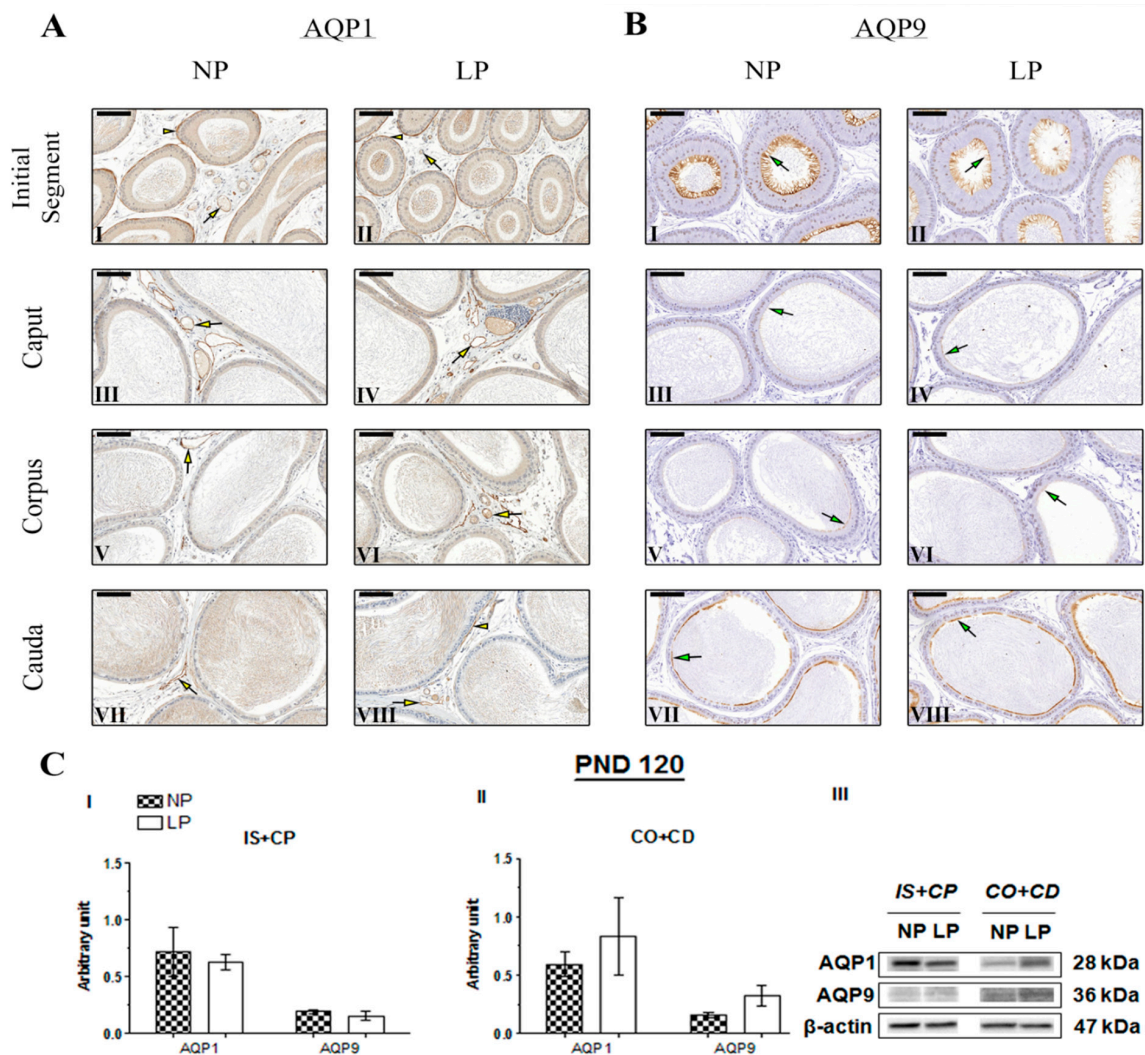 A AQP1 B AQP9
NP LP NP LP
Initial
Segment
I II I II
Caput
III IV III IV
Corpus
V VI V VI
Cauda
VII VIII VII VIII
C PND 120
I NP II III
LP
IS+CP CO+CD
1.5 1.5
1.0 1.0
0.5 0.5
0.0 0.0
Arbitrary unit Arbitrary unit
AQP1 AQP9 AQP1 AQP9
IS+CP CO+CD
NP LP NP LP
AQP1 28 kDa
AQP9 36 kDa
β-actin 47 kDa